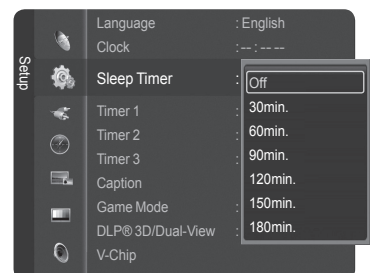 Setup
Language : English
Clock :-- : -- --
Sleep Timer :
Off
30min.
60min.
90min.
120min.
150min.
180min.
Timer 1 :
Timer 2 :
Timer 3 :
Caption
Game Mode :
DLP® 3D/Dual-View :
V-Chip